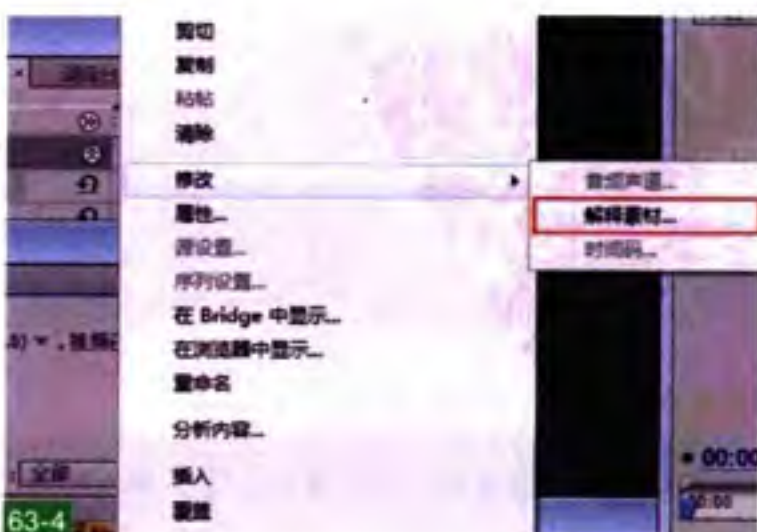 剪切
复制
粘帖
清除
修改
音频声道...
属性...
解释素材...
源设置...
时间码...
序列设置...
在 Bridge 中显示...
在浏览器中显示...
重命名
分析内容...
全部
插入
00:00
00:00
覆盖
63-4